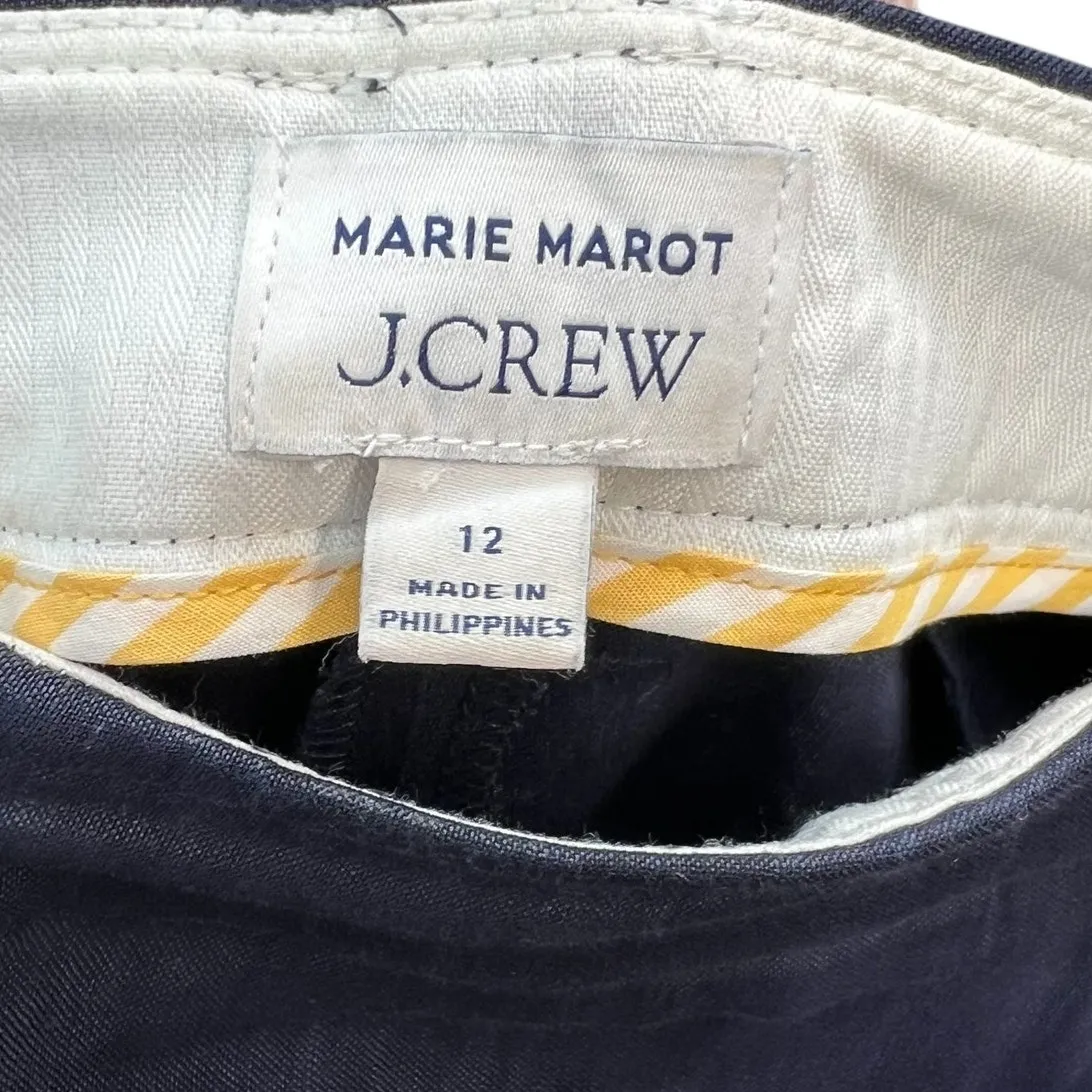 MARIE MAROT
J.CREW
12
MADE IN
PHILIPPINES